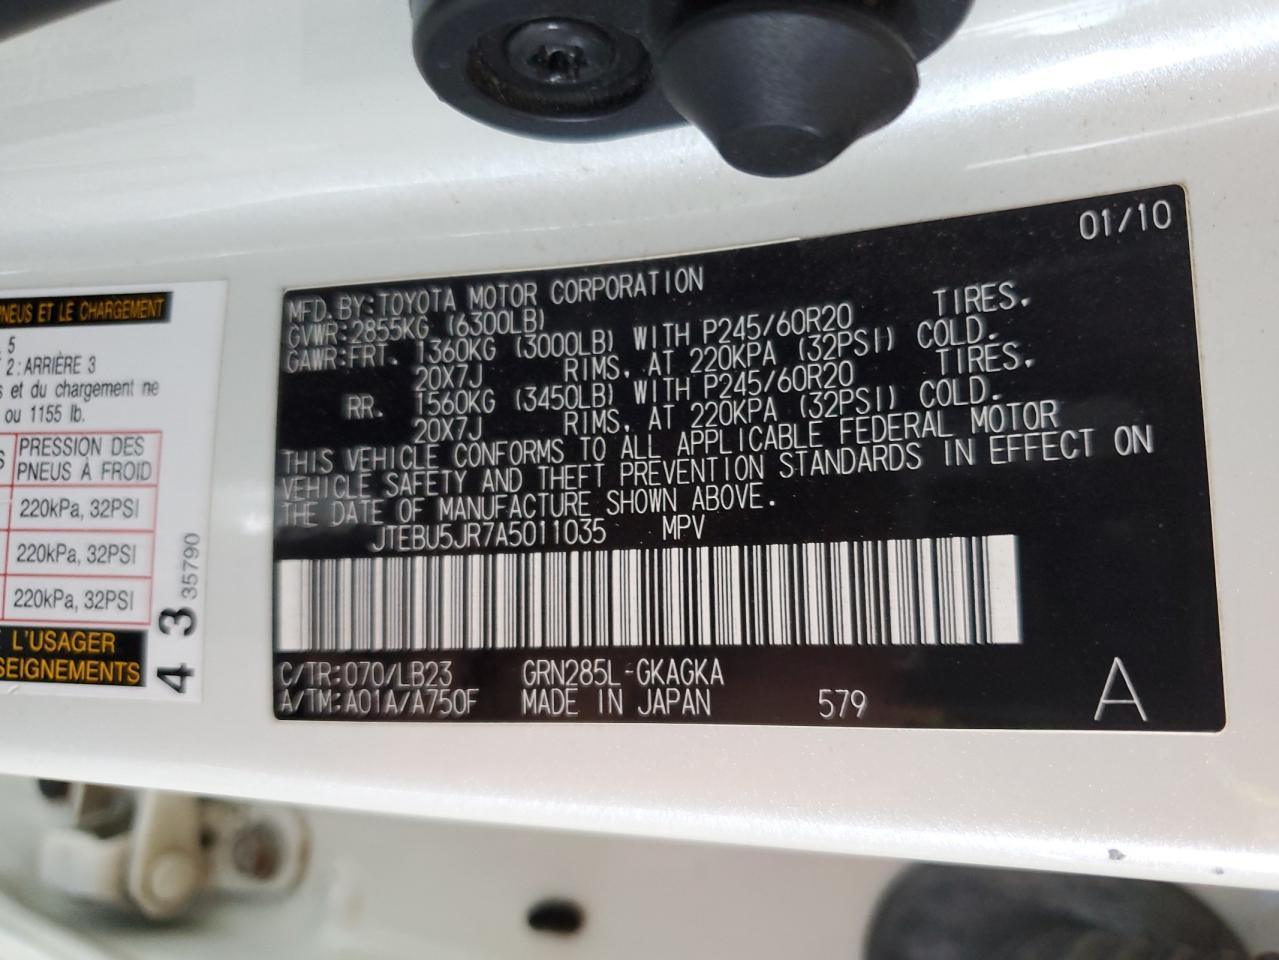 PNEUS ET LE CHARGEMENT
5
2: ARRIÈRE 3
s et du chargement ne
ou 1155 lb.
PRESSION DES
PNEUS À FROID
220kPa, 32PSI
220kPa, 32PSI
220kPa, 32PSI
L'USAGER
SEIGNEMENTS
43 35790
01/10
MFD. BY: TOYOTA MOTOR CORPORATION
GVWR: 2855KG (6300LB)
GAWR: FRT. 1360KG (3000LB) WITH P245/60R20 TIRES,
20X7J RIMS, AT 220KPA (32PSI) COLD.
RR. 1560KG (3450LB) WITH P245/60R20 TIRES,
20X7J RIMS, AT 220KPA (32PSI) COLD.
THIS VEHICLE CONFORMS TO ALL APPLICABLE FEDERAL MOTOR
VEHICLE SAFETY AND THEFT PREVENTION STANDARDS IN EFFECT ON
THE DATE OF MANUFACTURE SHOWN ABOVE.
JTEBU5JR7A5011035 MPV
C/TR: 070/LB23 GRN285L-GKAGKA
A/TM: A01A/A750F MADE IN JAPAN 579 A